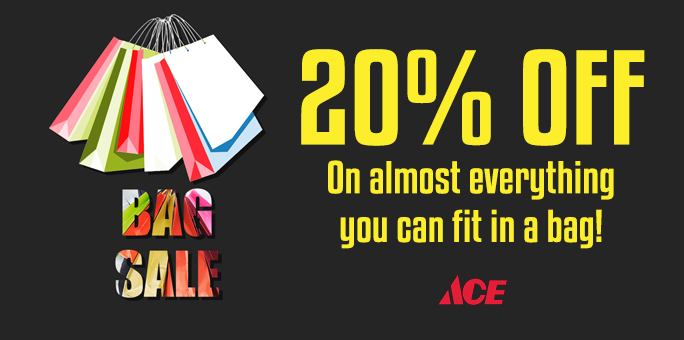 BAG
SALE
20% OFF
On almost everything
you can fit in a bag!
ACE